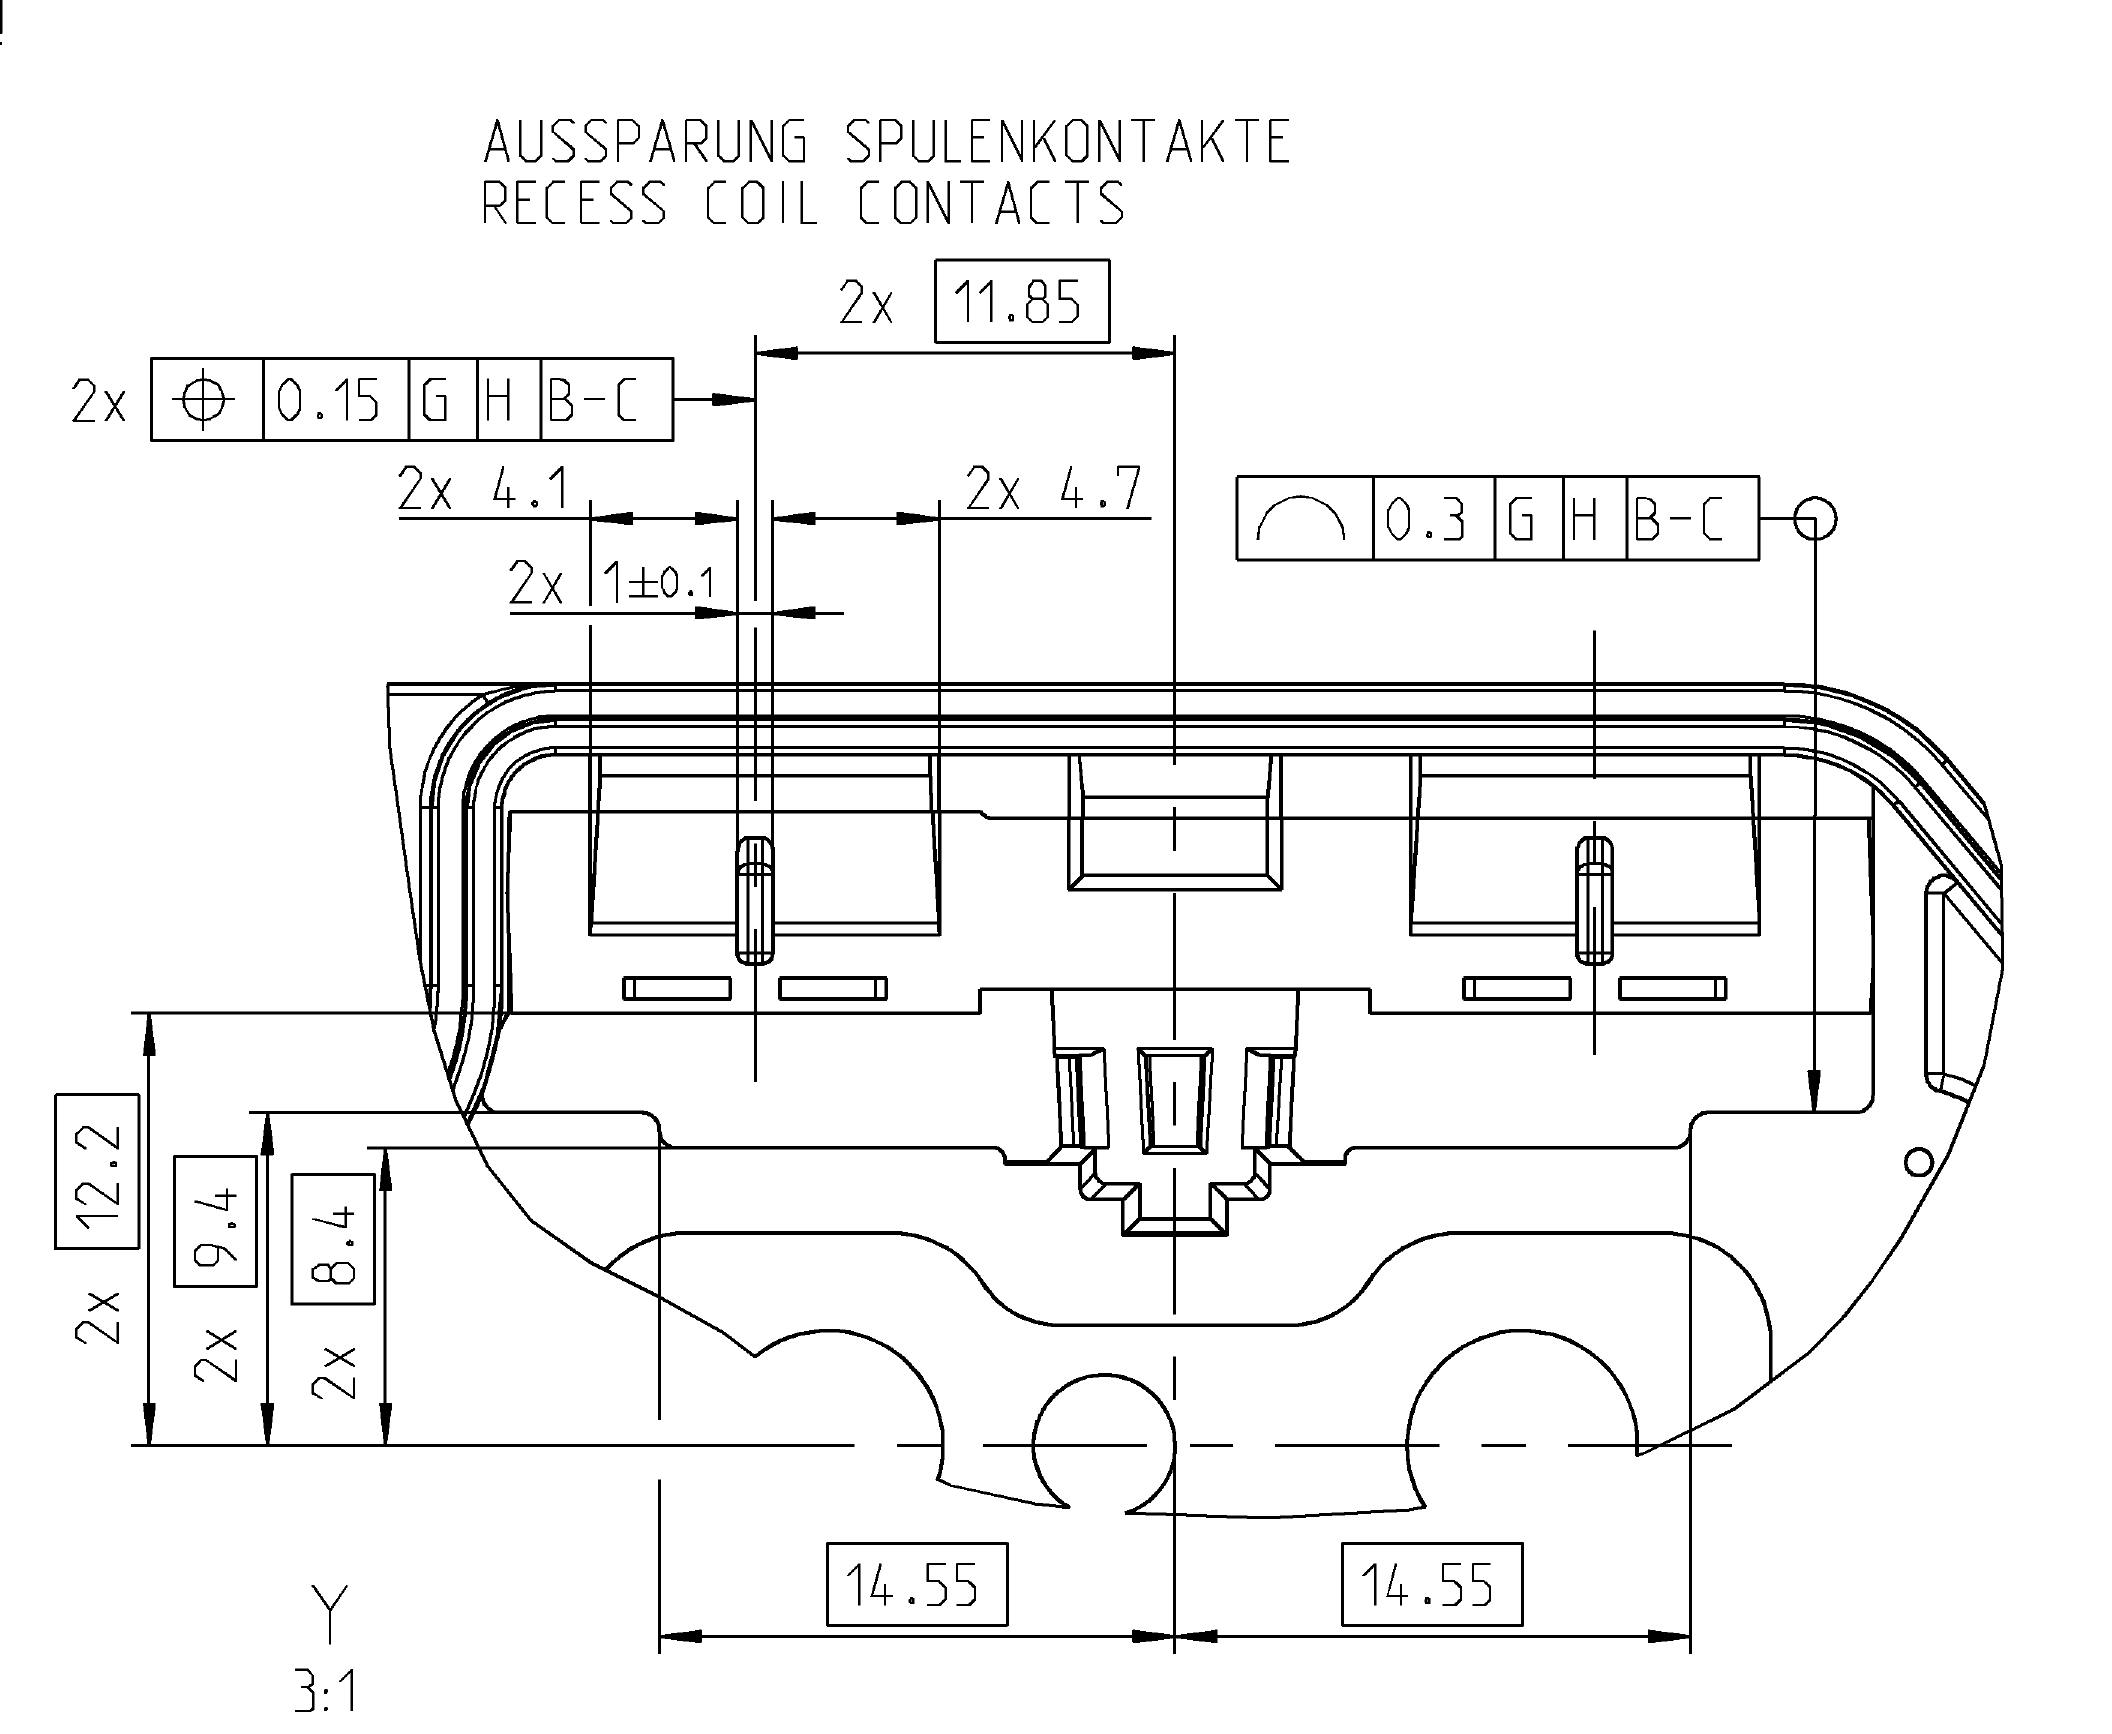 AUSSPARUNG SPULENKONTAKTE
RECESS COIL CONTACTS
2x 11.85
2x ⌖ 0.15 G H B-C
2x 4.1
2x 4.7
⌒ 0.3 G H B-C
2x 1±0.1
2x 12.2
2x 9.4
2x 8.4
14.55
14.55
Y
3:1